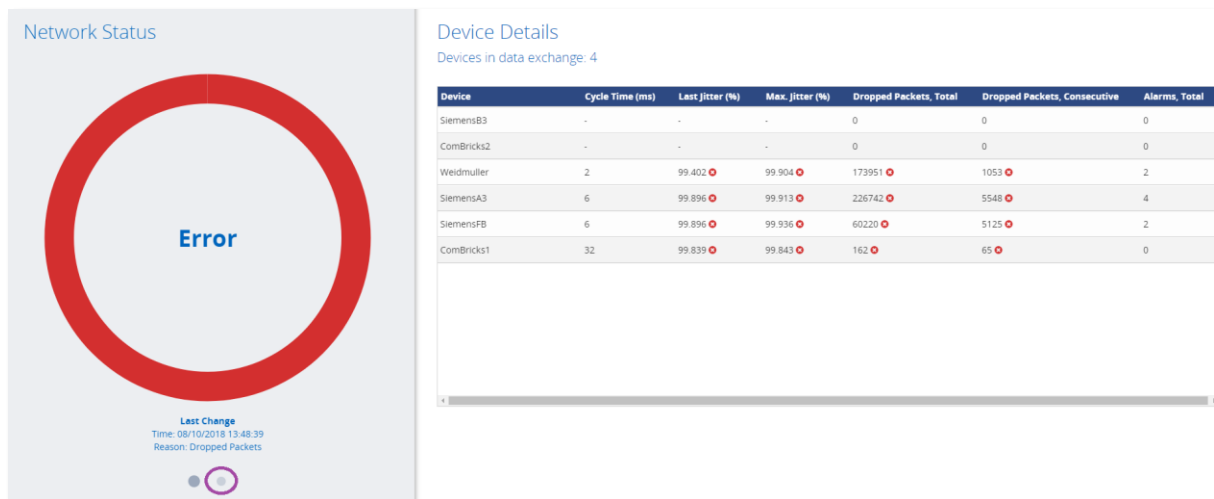 Network Status
Error
Last Change
Time: 08/10/2018 13:48:39
Reason: Dropped Packets
Device Details
Devices in data exchange: 4
Device Cycle Time (ms) Last Jitter (%) Max. Jitter (%) Dropped Packets, Total Dropped Packets, Consecutive Alarms, Total
SiemensB3 - - - 0 0 0
ComBricks2 - - - 0 0 0
Weidmuller 2 99.402 99.904 173951 1053 2
SiemensA3 6 99.896 99.913 226742 5548 4
SiemensFB 6 99.896 99.936 60220 5125 2
ComBricks1 32 99.839 99.843 162 65 0